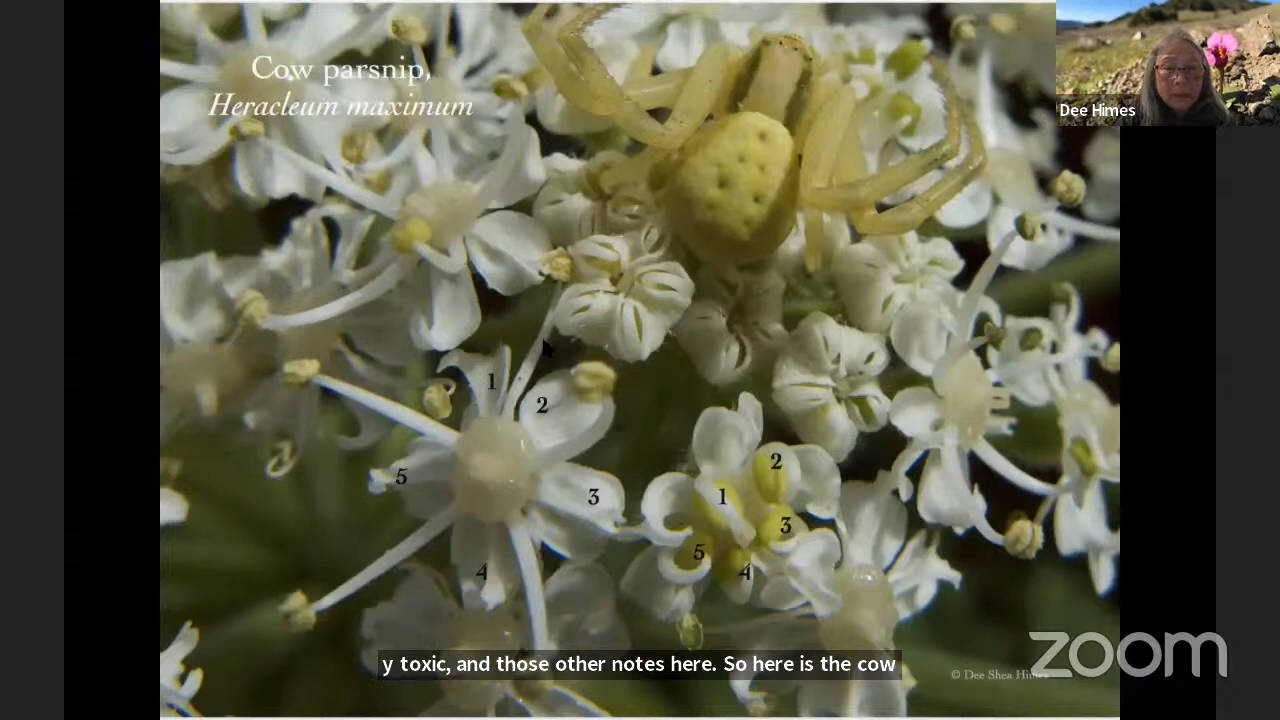 Cow parsnip,
Heracleum maximum
Dee Himes
1
2
3
4
5
1
2
3
4
5
y toxic, and those other notes here. So here is the cow
© Dee Shea Himes
zoom